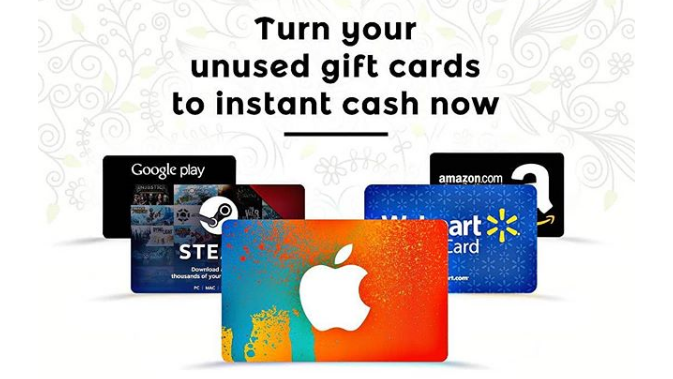 Turn your
unused gift cards
to instant cash now
Google play
amazon.com
Card
PC | MAC